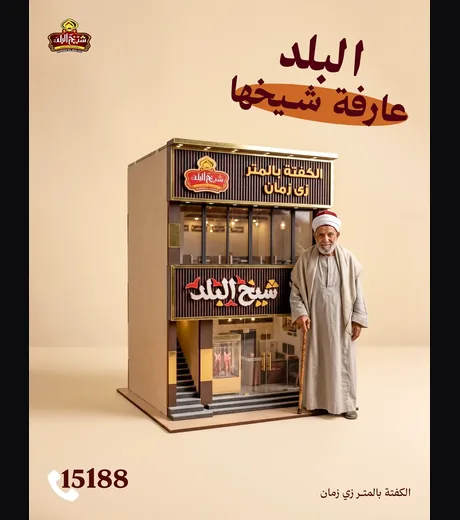 شيخ البلد
البلد
عارفة شيخها
شيخ البلد
الكفتة بالمتر
زي زمان
شيخ البلد
15188
الكفتة بالمتر زي زمان